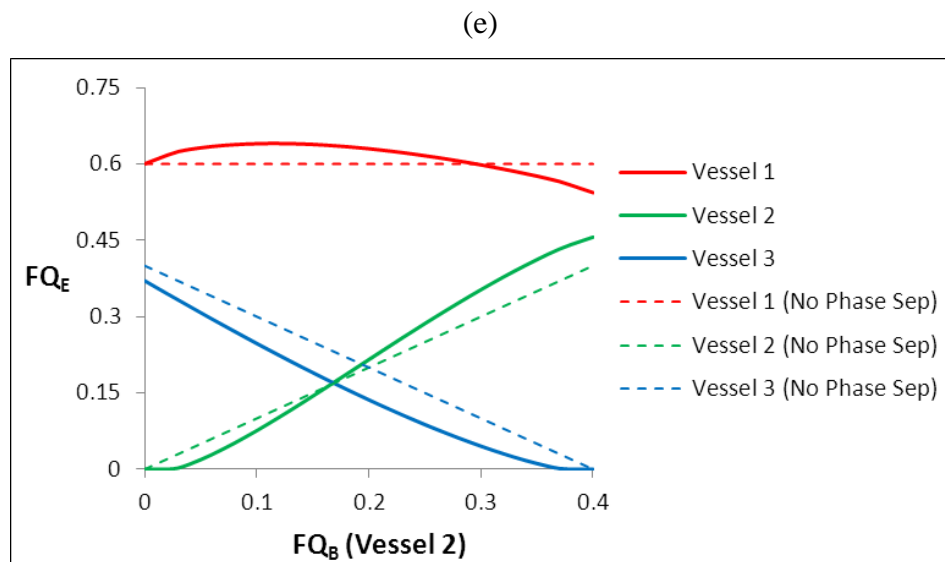 (e)
0.75
0.6
0.45
FQE
0.3
0.15
0
0 0.1 0.2 0.3 0.4
FQB (Vessel 2)
Vessel 1
Vessel 2
Vessel 3
Vessel 1 (No Phase Sep)
Vessel 2 (No Phase Sep)
Vessel 3 (No Phase Sep)